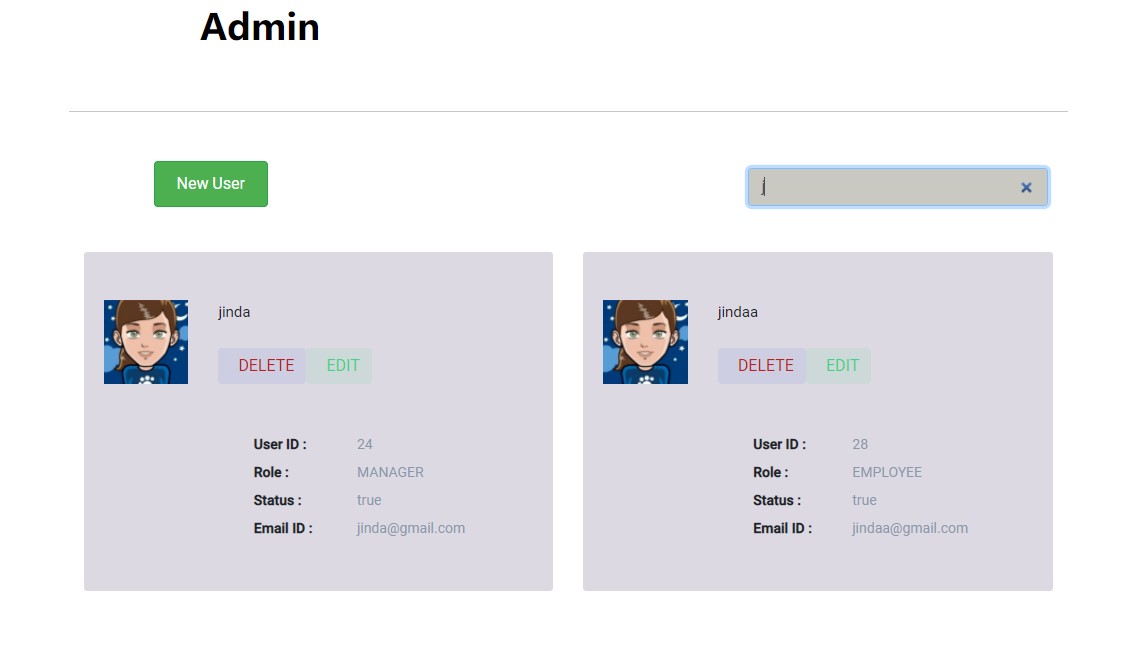 Admin
New User
j
jinda
DELETE EDIT
User ID : 24
Role : MANAGER
Status : true
Email ID : jinda@gmail.com
jindaa
DELETE EDIT
User ID : 28
Role : EMPLOYEE
Status : true
Email ID : jindaa@gmail.com